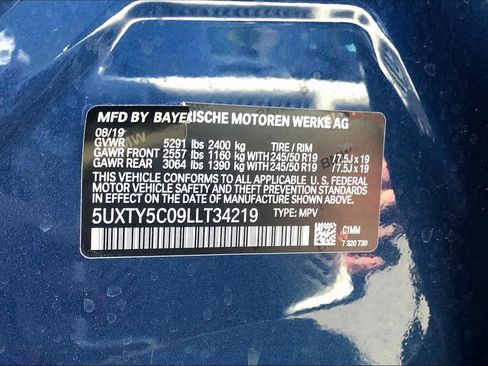 MFD BY BAYERISCHE MOTOREN WERKE AG
08/19
GVWR 5291 lbs 2400 kg TIRE / RIM
GAWR FRONT 2557 lbs 1160 kg WITH 245/50 R19 /7.5J x 19
GAWR REAR 3064 lbs 1390 kg WITH 245/50 R19 /7.5J x 19
THIS VEHICLE CONFORMS TO ALL APPLICABLE U. S. FEDERAL
MOTOR VEHICLE SAFETY, BUMPER, AND THEFT PREVENTION STANDARDS
IN EFFECT ON THE DATE OF MANUFACTURE SHOWN ABOVE.
5UXTY5C09LLT34219 TYPE: MPV
C1MM
7 320 730